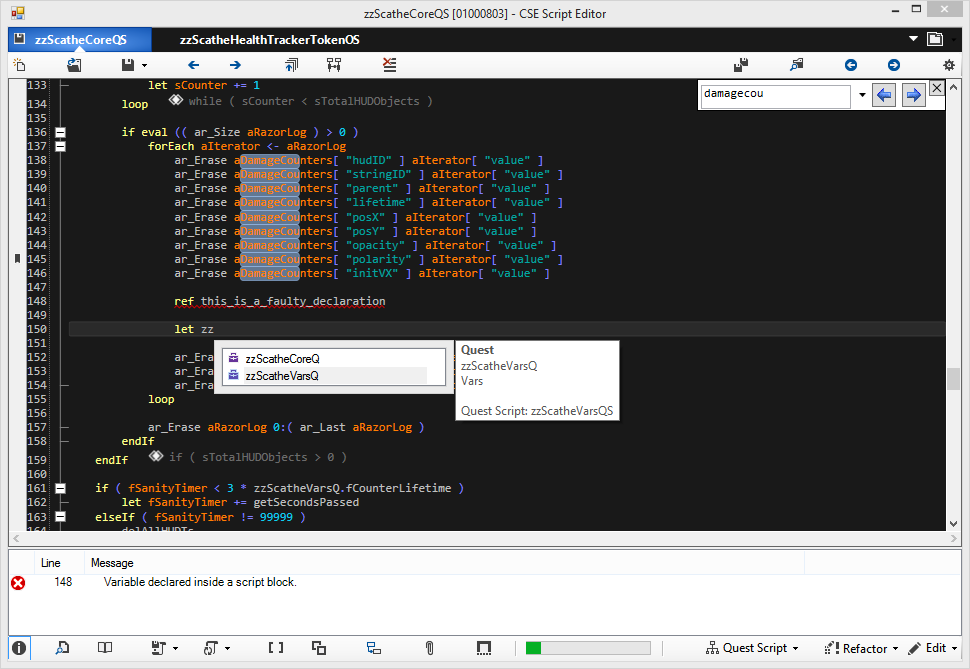 zzScatheCoreQS [01000803] - CSE Script Editor
zzScatheCoreQS zzScatheHealthTrackerTokenOS
damagecou
133 let sCounter += 1
134 loop while ( sCounter < sTotalHUDObjects )
135
136 if eval (( ar_Size aRazorLog ) > 0 )
137 forEach aIterator <- aRazorLog
138 ar_Erase aDamageCounters[ "hudID" ] aIterator[ "value" ]
139 ar_Erase aDamageCounters[ "stringID" ] aIterator[ "value" ]
140 ar_Erase aDamageCounters[ "parent" ] aIterator[ "value" ]
141 ar_Erase aDamageCounters[ "lifetime" ] aIterator[ "value" ]
142 ar_Erase aDamageCounters[ "posX" ] aIterator[ "value" ]
143 ar_Erase aDamageCounters[ "posY" ] aIterator[ "value" ]
144 ar_Erase aDamageCounters[ "opacity" ] aIterator[ "value" ]
145 ar_Erase aDamageCounters[ "polarity" ] aIterator[ "value" ]
146 ar_Erase aDamageCounters[ "initVX" ] aIterator[ "value" ]
147
148 ref this_is_a_faulty_declaration
149
150 let zz
151
152 ar_Era
153 ar_Era
154 ar_Era
zzScatheCoreQ
zzScatheVarsQ
Quest
zzScatheVarsQ
Vars
Quest Script: zzScatheVarsQS
155 loop
156
157 ar_Erase aRazorLog 0:( ar_Last aRazorLog )
158 endIf
159 endIf if ( sTotalHUDObjects > 0 )
160
161 if ( fSanityTimer < 3 * zzScatheVarsQ.fCounterLifetime )
162 let fSanityTimer += getSecondsPassed
163 elseIf ( fSanityTimer != 99999 )
164 delAllHUDTs
Line Message
148 Variable declared inside a script block.
Quest Script Refactor Edit